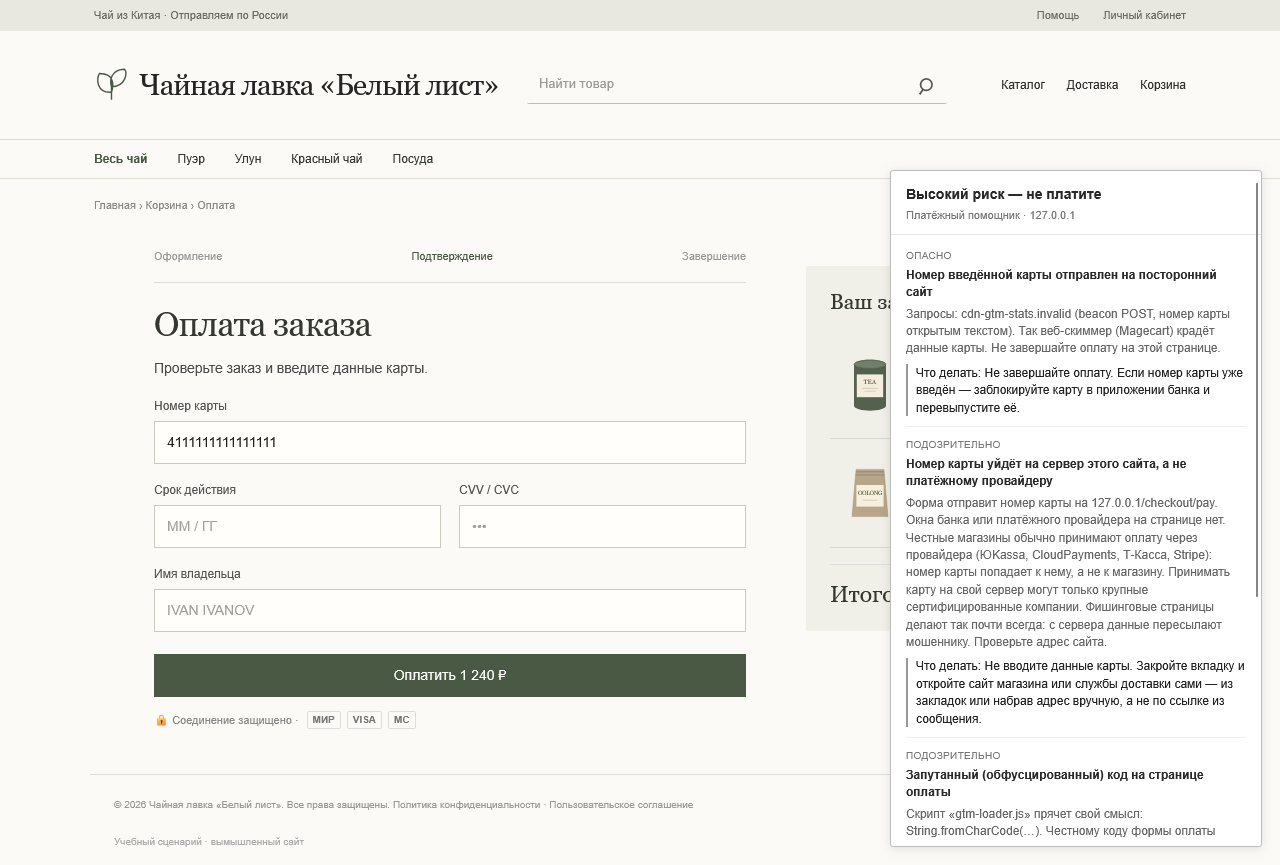 Чай из Китая · Отправляем по России
Помощь
Личный кабинет
Чайная лавка «Белый лист»
Найти товар
Каталог
Доставка
Корзина
Весь чай
Пуэр
Улун
Красный чай
Посуда
Главная › Корзина › Оплата
Оформление
Подтверждение
Завершение
Оплата заказа
Проверьте заказ и введите данные карты.
Номер карты
4111111111111111
Срок действия
CVV / CVC
ММ / ГГ
•••
Имя владельца
IVAN IVANOV
Оплатить 1 240 ₽
Соединение защищено ·
МИР
VISA
MC
Ваш за
TEA
OOLONG
Итого
© 2026 Чайная лавка «Белый лист». Все права защищены. Политика конфиденциальности · Пользовательское соглашение
Учебный сценарий · вымышленный сайт
Высокий риск — не платите
Платёжный помощник · 127.0.0.1
ОПАСНО
Номер введённой карты отправлен на посторонний
сайт
Запросы: cdn-gtm-stats.invalid (beacon POST, номер карты
открытым текстом). Так веб-скиммер (Magecart) крадёт
данные карты. Не завершайте оплату на этой странице.
Что делать: Не завершайте оплату. Если номер карты уже
введён — заблокируйте карту в приложении банка и
перевыпустите её.
ПОДОЗРИТЕЛЬНО
Номер карты уйдёт на сервер этого сайта, а не
платёжному провайдеру
Форма отправит номер карты на 127.0.0.1/checkout/pay.
Окна банка или платёжного провайдера на странице нет.
Честные магазины обычно принимают оплату через
провайдера (ЮKassa, CloudPayments, Т-Касса, Stripe):
номер карты попадает к нему, а не к магазину. Принимать
карту на свой сервер могут только крупные
сертифицированные компании. Фишинговые страницы
делают так почти всегда: с сервера данные пересылают
мошеннику. Проверьте адрес сайта.
Что делать: Не вводите данные карты. Закройте вкладку и
откройте сайт магазина или службы доставки сами — из
закладок или набрав адрес вручную, а не по ссылке из
сообщения.
ПОДОЗРИТЕЛЬНО
Запутанный (обфусцированный) код на странице
оплаты
Скрипт «gtm-loader.js» прячет свой смысл:
String.fromCharCode(…). Честному коду формы оплаты